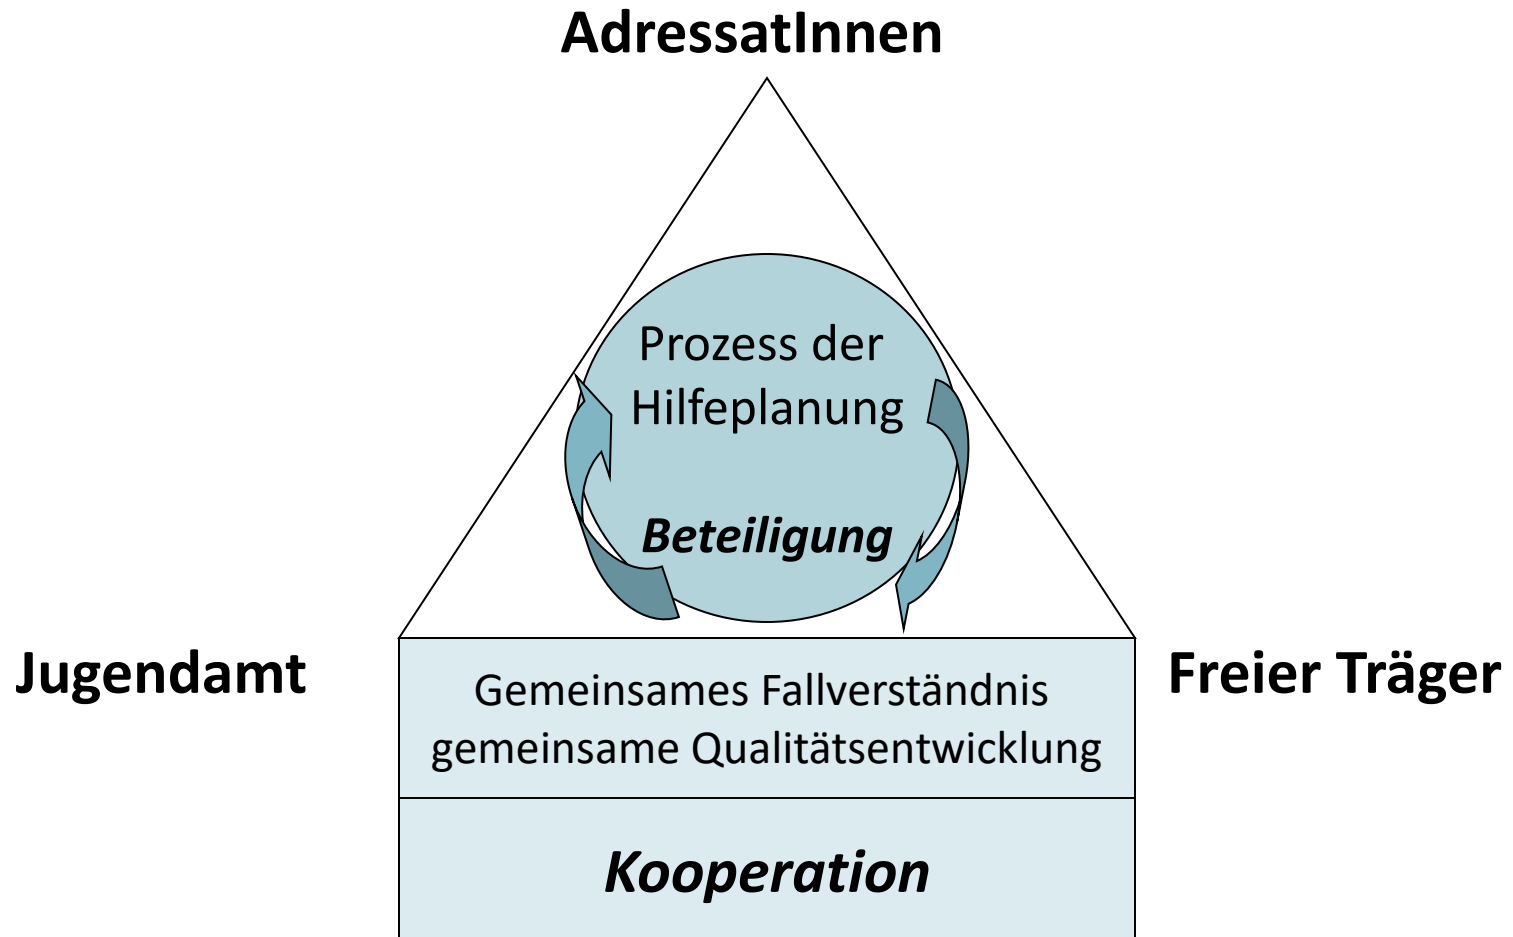 AdressatInnen
Prozess der
Hilfeplanung
Beteiligung
Jugendamt
Freier Träger
Gemeinsames Fallverständnis
gemeinsame Qualitätsentwicklung
Kooperation